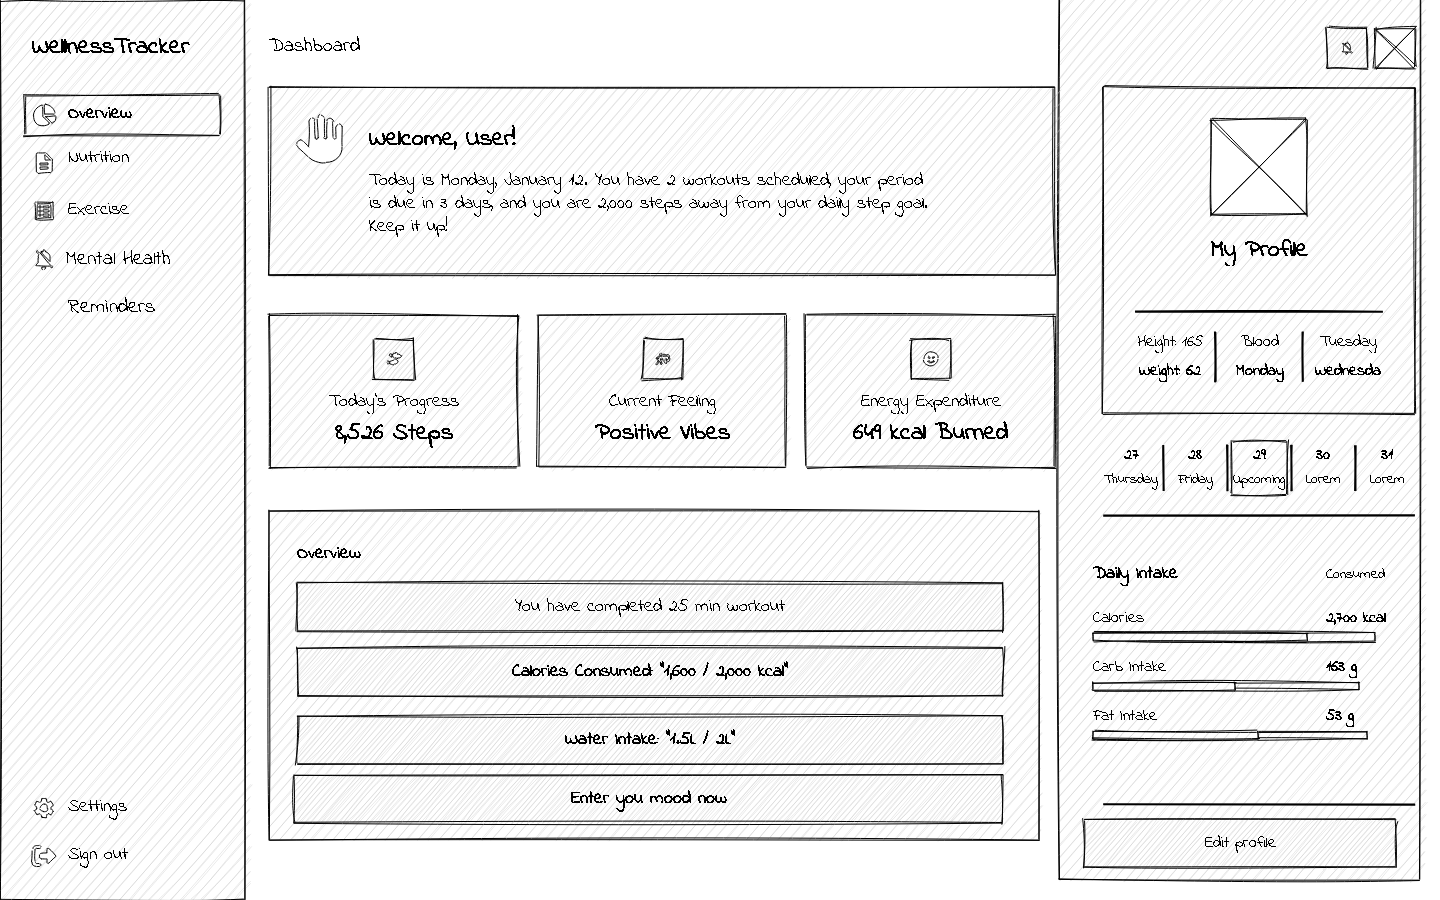 WellnessTracker
Overview
Nutrition
Exercise
Mental Health
Reminders
Settings
Sign out
Dashboard
Welcome, User!
Today is Monday, January 12. You have 2 workouts scheduled, your period
is due in 3 days, and you are 2,000 steps away from your daily step goal.
Keep it up!
Today's Progress
8,526 Steps
Current Feeling
Positive Vibes
Energy Expenditure
649 kcal Burned
Overview
You have completed 25 min workout
Calories Consumed: "1,600 / 2,000 kcal"
Water Intake: "1.5L / 2L"
Enter you mood now
My Profile
Height 165
Weight 62
Blood
Monday
Tuesday
Wednesda
27
Thursday
28
Friday
29
Upcoming
30
Lorem
31
Lorem
Daily Intake
Consumed
Calories
2,700 kcal
Carb Intake
163 g
Fat Intake
53 g
Edit profile